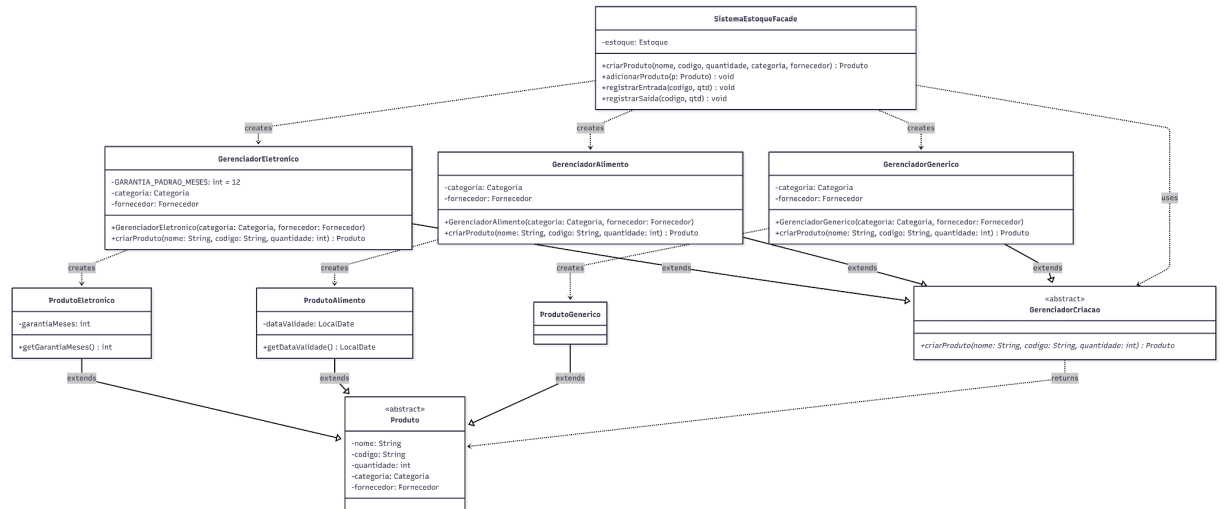 SistemaEstoqueFacade
-estoque: Estoque
+criarProduto(nome, codigo, quantidade, categoria, fornecedor) : Produto
+adicionarProduto(p: Produto) : void
+registrarEntrada(codigo, qtd) : void
+registrarSaida(codigo, qtd) : void
creates
creates
creates
uses
GerenciadorEletronico
-GARANTIA_PADRAO_MESES: int = 12
-categoria: Categoria
-fornecedor: Fornecedor
+GerenciadorEletronico(categoria: Categoria, fornecedor: Fornecedor)
+criarProduto(nome: String, codigo: String, quantidade: int) : Produto
GerenciadorAlimento
-categoria: Categoria
-fornecedor: Fornecedor
+GerenciadorAlimento(categoria: Categoria, fornecedor: Fornecedor)
+criarProduto(nome: String, codigo: String, quantidade: int) : Produto
GerenciadorGenerico
-categoria: Categoria
-fornecedor: Fornecedor
+GerenciadorGenerico(categoria: Categoria, fornecedor: Fornecedor)
+criarProduto(nome: String, codigo: String, quantidade: int) : Produto
creates
creates
creates
extends
extends
extends
ProdutoEletronico
-garantiaMeses: int
+getGarantiaMeses() : int
ProdutoAlimento
-dataValidade: LocalDate
+getDataValidade() : LocalDate
ProdutoGenerico
«abstract»
GerenciadorCriacao
+criarProduto(nome: String, codigo: String, quantidade: int) : Produto
extends
extends
extends
returns
«abstract»
Produto
-nome: String
-codigo: String
-quantidade: int
-categoria: Categoria
-fornecedor: Fornecedor